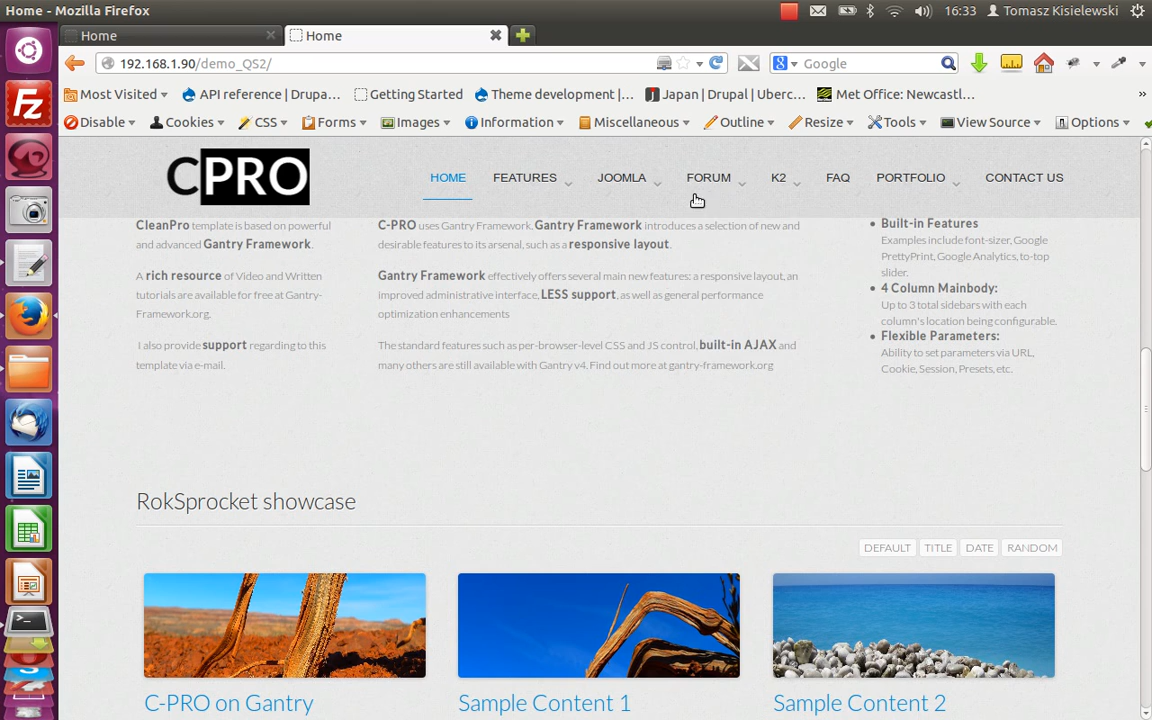 Home - Mozilla Firefox
16:33
Tomasz Kisielewski
Home
Home
192.168.1.90/demo_QS2/
Google
Most Visited
API reference | Drupa...
Getting Started
Theme development |...
Japan | Drupal | Uberc...
Met Office: Newcastl...
»
Disable
Cookies
CSS
Forms
Images
Information
Miscellaneous
Outline
Resize
Tools
View Source
Options
CPRO
HOME
FEATURES
JOOMLA
FORUM
K2
FAQ
PORTFOLIO
CONTACT US
CleanPro template is based on powerful
and advanced Gantry Framework.
A rich resource of Video and Written
tutorials are available for free at Gantry-
Framework.org.
I also provide support regarding to this
template via e-mail.
C-PRO uses Gantry Framework. Gantry Framework introduces a selection of new and
desirable features to its arsenal, such as a responsive layout.
Gantry Framework effectively offers several main new features: a responsive layout, an
improved administrative interface, LESS support, as well as general performance
optimization enhancements
The standard features such as per-browser-level CSS and JS control, built-in AJAX and
many others are still available with Gantry v4. Find out more at gantry-framework.org
Built-in Features
Examples include font-sizer, Google
PrettyPrint, Google Analytics, to-top
slider.
4 Column Mainbody:
Up to 3 total sidebars with each
column's location being configurable.
Flexible Parameters:
Ability to set parameters via URL,
Cookie, Session, Presets, etc.
RokSprocket showcase
DEFAULT
TITLE
DATE
RANDOM
C-PRO on Gantry
Sample Content 1
Sample Content 2